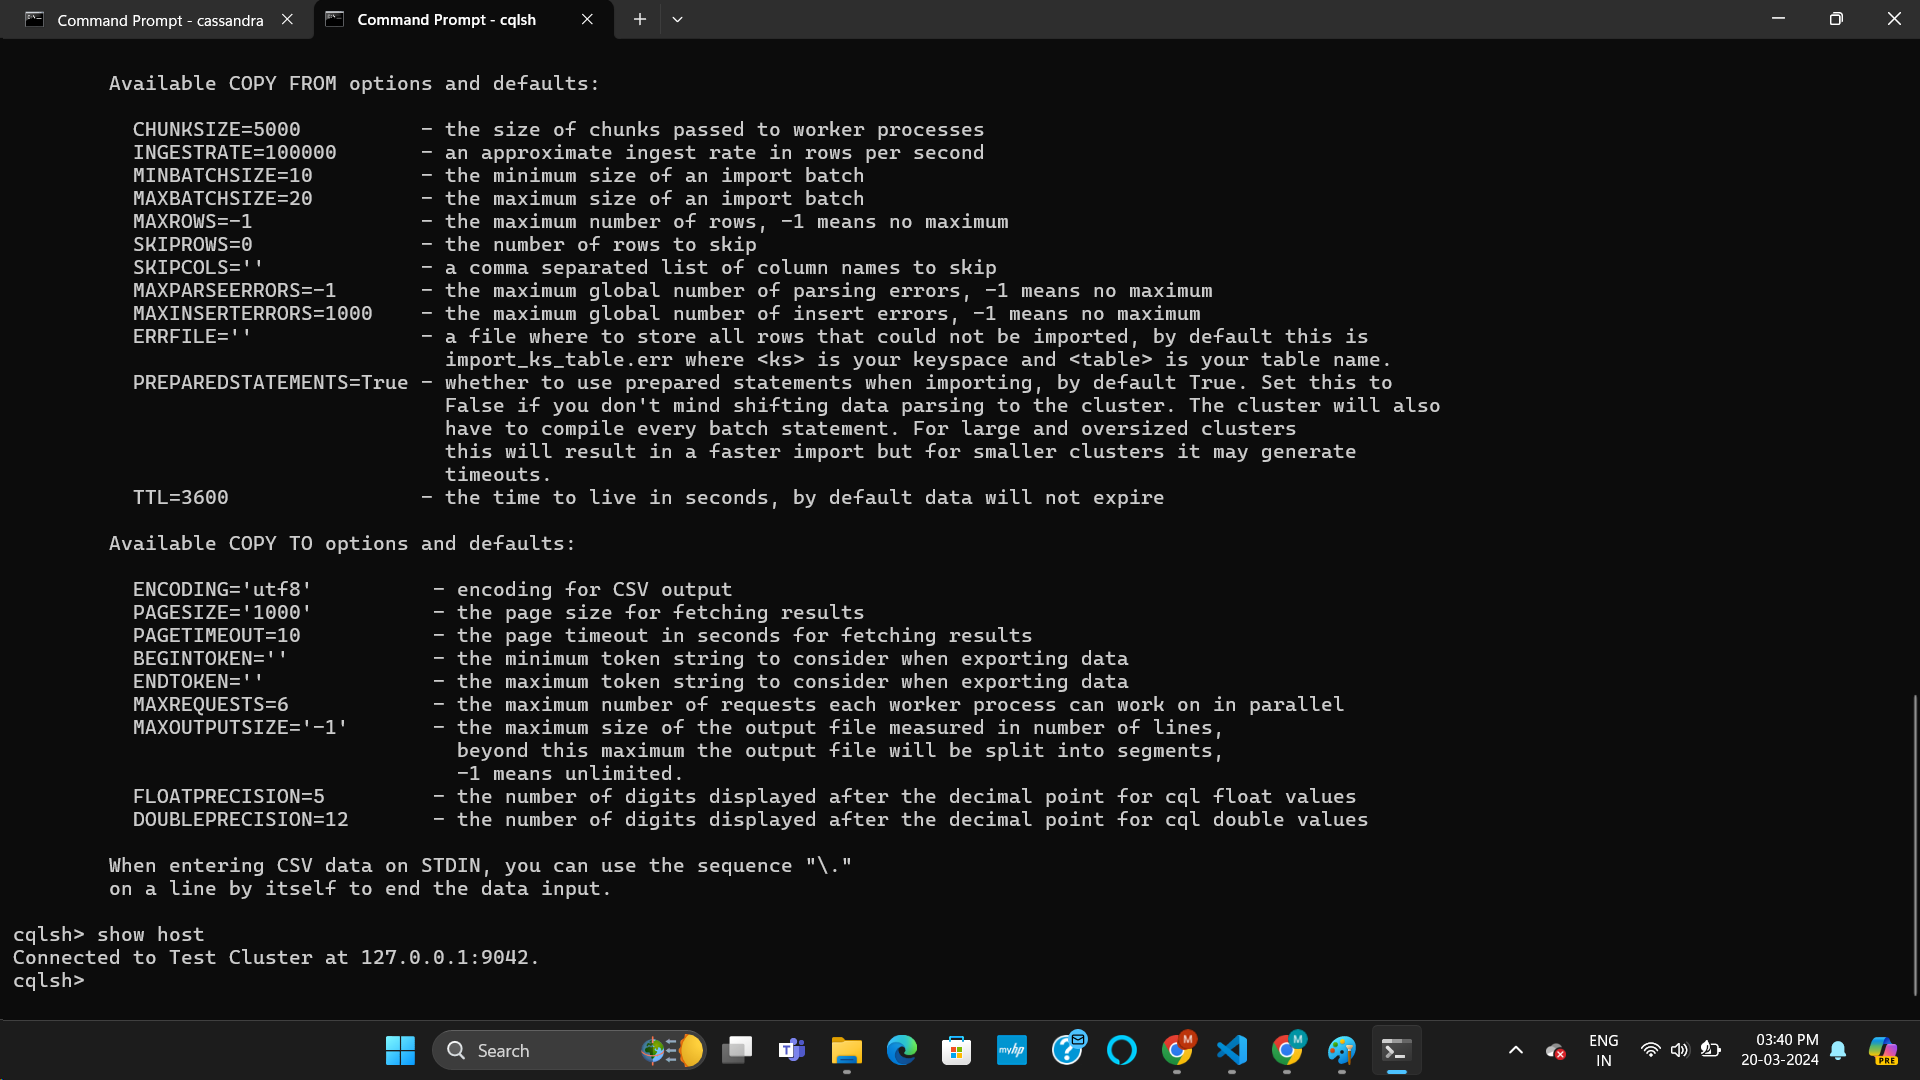 Command Prompt - cassandra
Command Prompt - cqlsh
Available COPY FROM options and defaults:
CHUNKSIZE=5000 - the size of chunks passed to worker processes
INGESTRATE=100000 - an approximate ingest rate in rows per second
MINBATCHSIZE=10 - the minimum size of an import batch
MAXBATCHSIZE=20 - the maximum size of an import batch
MAXROWS=-1 - the maximum number of rows, -1 means no maximum
SKIPROWS=0 - the number of rows to skip
SKIPCOLS='' - a comma separated list of column names to skip
MAXPARSEERRORS=-1 - the maximum global number of parsing errors, -1 means no maximum
MAXINSERTERRORS=1000 - the maximum global number of insert errors, -1 means no maximum
ERRFILE='' - a file where to store all rows that could not be imported, by default this is
import_ks_table.err where <ks> is your keyspace and <table> is your table name.
PREPAREDSTATEMENTS=True - whether to use prepared statements when importing, by default True. Set this to
False if you don't mind shifting data parsing to the cluster. The cluster will also
have to compile every batch statement. For large and oversized clusters
this will result in a faster import but for smaller clusters it may generate
timeouts.
TTL=3600 - the time to live in seconds, by default data will not expire
Available COPY TO options and defaults:
ENCODING='utf8' - encoding for CSV output
PAGESIZE='1000' - the page size for fetching results
PAGETIMEOUT=10 - the page timeout in seconds for fetching results
BEGINTOKEN='' - the minimum token string to consider when exporting data
ENDTOKEN='' - the maximum token string to consider when exporting data
MAXREQUESTS=6 - the maximum number of requests each worker process can work on in parallel
MAXOUTPUTSIZE='-1' - the maximum size of the output file measured in number of lines,
beyond this maximum the output file will be split into segments,
-1 means unlimited.
FLOATPRECISION=5 - the number of digits displayed after the decimal point for cql float values
DOUBLEPRECISION=12 - the number of digits displayed after the decimal point for cql double values
When entering CSV data on STDIN, you can use the sequence "\."
on a line by itself to end the data input.
cqlsh> show host
Connected to Test Cluster at 127.0.0.1:9042.
cqlsh>
Search
T
myhp
?
M
M
ENG
IN
03:40 PM
20-03-2024
PRE